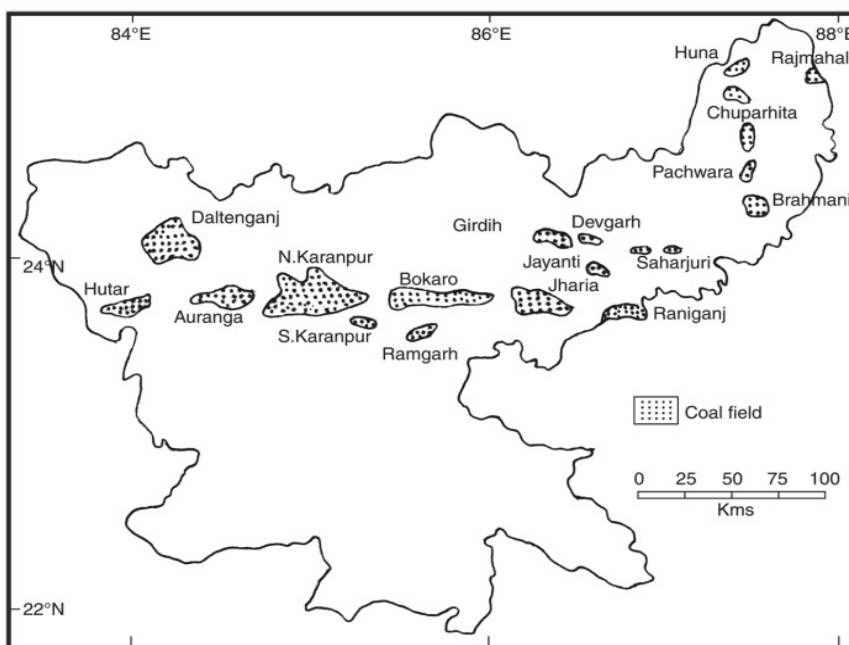 84°E 86°E 88°E
Huna Rajmahal
Chuparhita
Pachwara
Brahmani
Daltenganj
Girdih Devgarh
24°N
N.Karanpur
Jayanti Saharjuri
Hutar
Bokaro
Jharia
Auranga
Raniganj
S.Karanpur
Ramgarh
Coal field
0 25 50 75 100
Kms
22°N